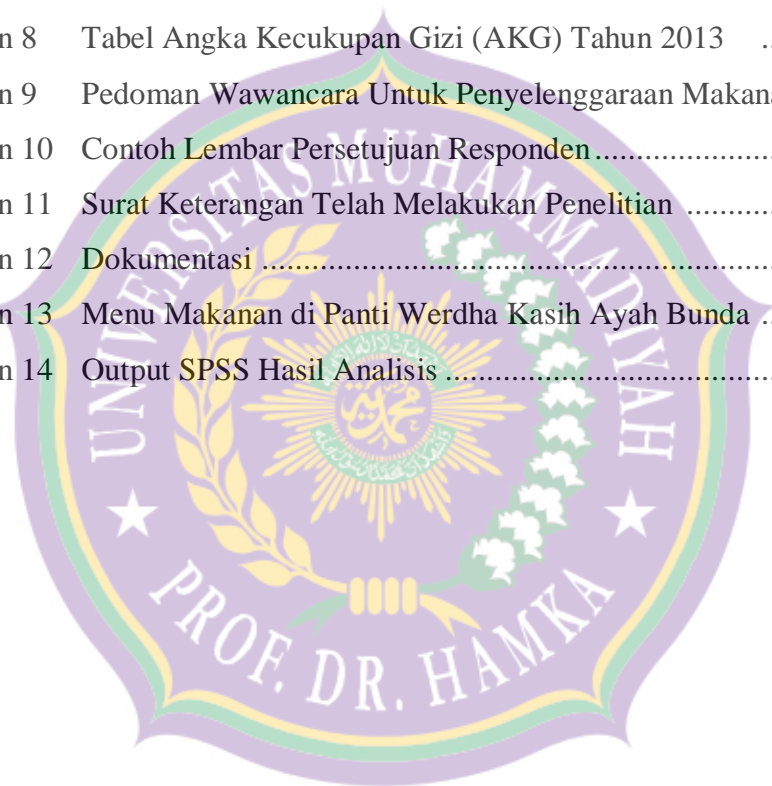 n 8 Tabel Angka Kecukupan Gizi (AKG) Tahun 2013 ..
n 9 Pedoman Wawancara Untuk Penyelenggaraan Makana
n 10 Contoh Lembar Persetujuan Responden ........................
n 11 Surat Keterangan Telah Melakukan Penelitian ............
n 12 Dokumentasi ........................................................................
n 13 Menu Makanan di Panti Werdha Kasih Ayah Bunda ..
n 14 Output SPSS Hasil Analisis ..............................................
UNIVERSITAS MUHAMMADIYAH
PROF. DR. HAMKA